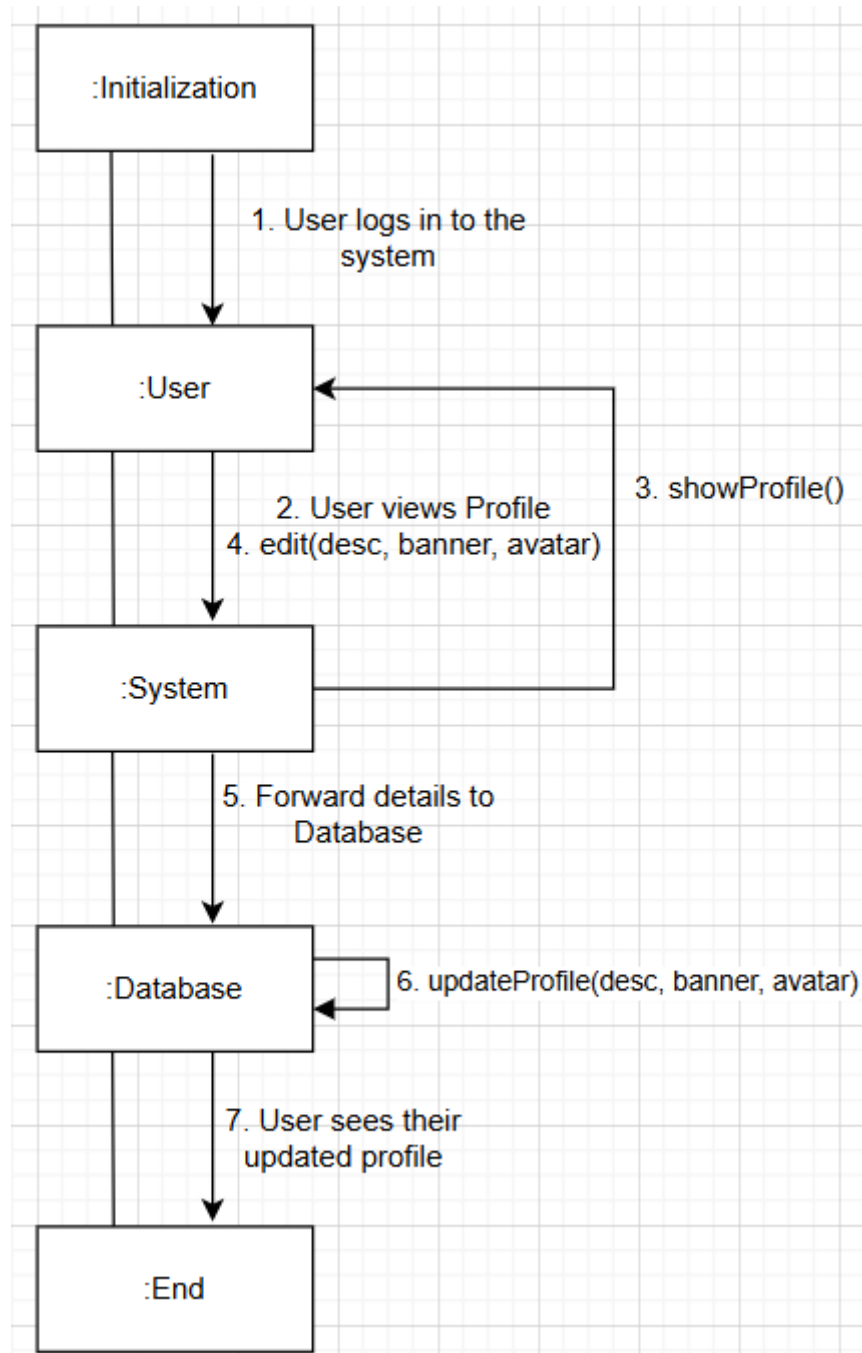 :Initialization
1. User logs in to the
system
:User
3. showProfile()
2. User views Profile
4. edit(desc, banner, avatar)
:System
5. Forward details to
Database
:Database
6. updateProfile(desc, banner, avatar)
7. User sees their
updated profile
:End